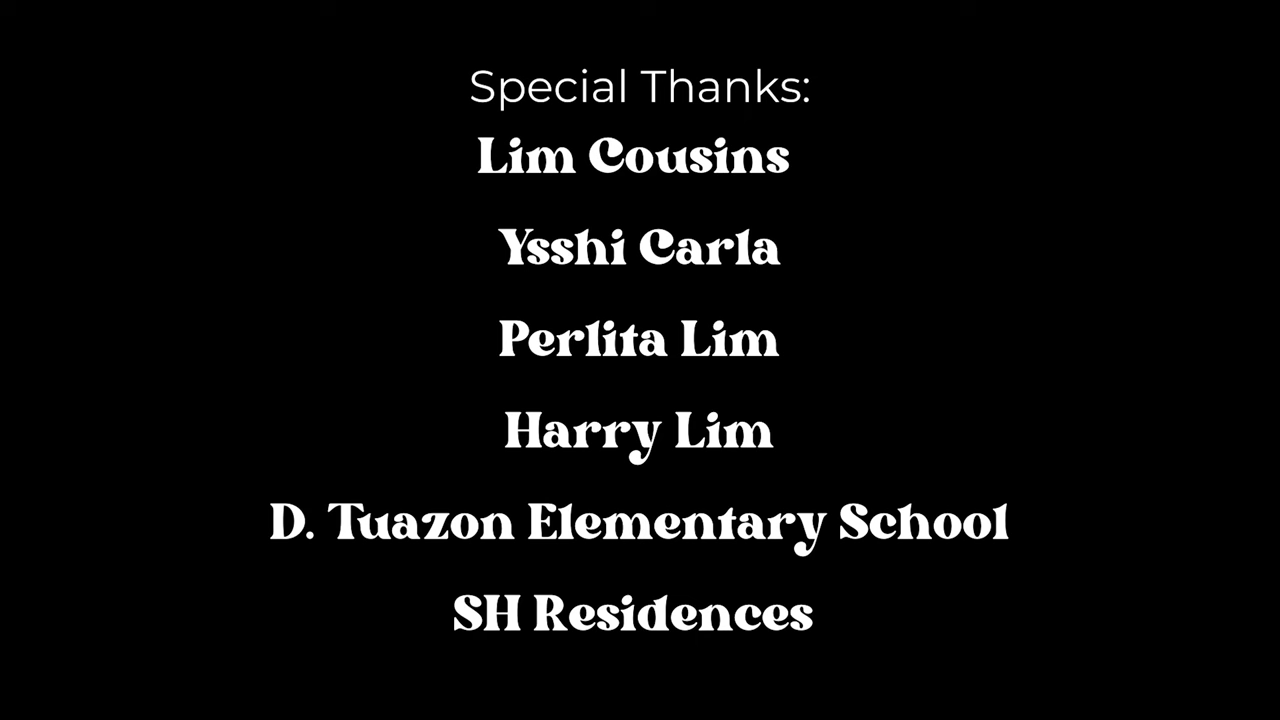 Special Thanks:
Lim Cousins
Ysshi Carla
Perlita Lim
Harry Lim
D. Tuazon Elementary School
SH Residences